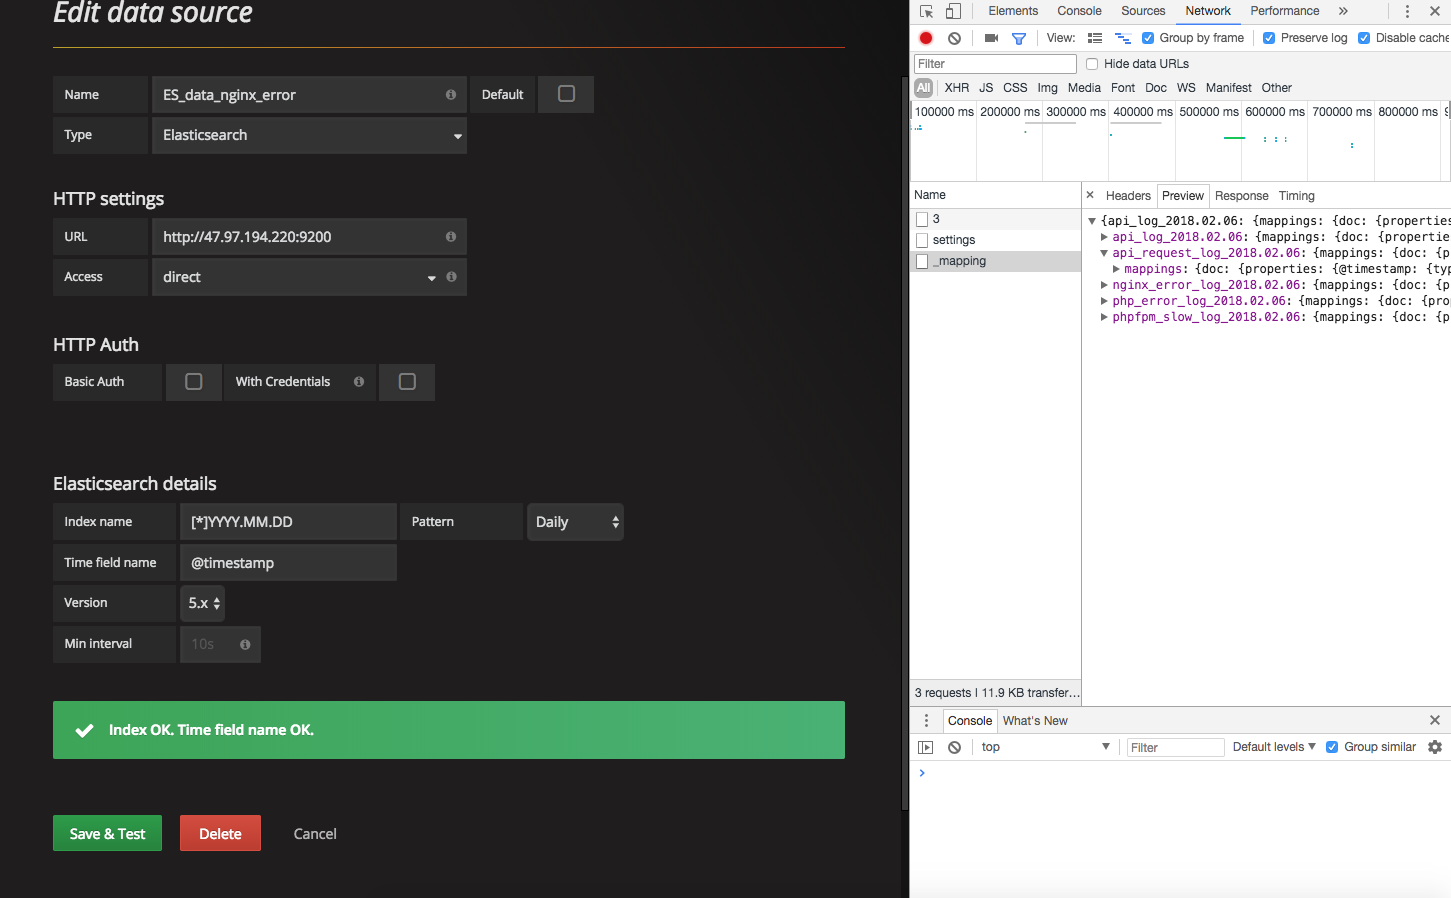 Edit data source
Name
ES_data_nginx_error
Default
Type
Elasticsearch
HTTP settings
URL
http://47.97.194.220:9200
Access
direct
HTTP Auth
Basic Auth
With Credentials
Elasticsearch details
Index name
[*]YYYY.MM.DD
Pattern
Daily
Time field name
@timestamp
Version
5.x
Min interval
10s
Index OK. Time field name OK.
Save & Test
Delete
Cancel
Elements Console Sources Network Performance »
View: Group by frame Preserve log Disable cache
Filter Hide data URLs
All XHR JS CSS Img Media Font Doc WS Manifest Other
100000 ms 200000 ms 300000 ms 400000 ms 500000 ms 600000 ms 700000 ms 800000 ms
Name
3
settings
_mapping
3 requests | 11.9 KB transfer...
× Headers Preview Response Timing
▼ {api_log_2018.02.06: {mappings: {doc: {properties
▶ api_log_2018.02.06: {mappings: {doc: {propertie
▼ api_request_log_2018.02.06: {mappings: {doc: {p
▶ mappings: {doc: {properties: {@timestamp: {typ
▶ nginx_error_log_2018.02.06: {mappings: {doc: {p
▶ php_error_log_2018.02.06: {mappings: {doc: {pro
▶ phpfpm_slow_log_2018.02.06: {mappings: {doc: {p
Console What's New
top Filter Default levels ▼ Group similar